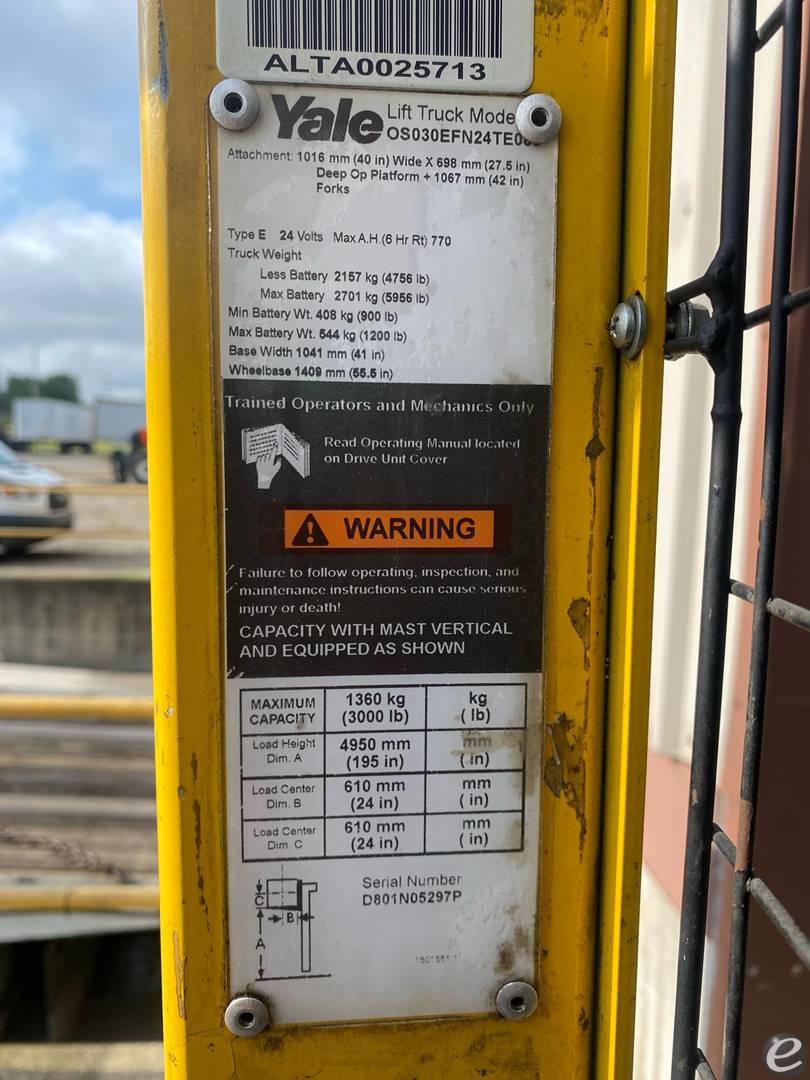 ALTA0025713
Yale Lift Truck Mode
OS030EFN24TE08
Attachment: 1016 mm (40 in) Wide X 698 mm (27.5 in)
Deep Op Platform + 1067 mm (42 in)
Forks
Type E 24 Volts Max A.H.(6 Hr Rt) 770
Truck Weight
Less Battery 2157 kg (4756 lb)
Max Battery 2701 kg (5956 lb)
Min Battery Wt. 408 kg (900 lb)
Max Battery Wt. 544 kg (1200 lb)
Base Width 1041 mm (41 in)
Wheelbase 1409 mm (55.5 in)
Trained Operators and Mechanics Only
Read Operating Manual located
on Drive Unit Cover
WARNING
Failure to follow operating, inspection, and
maintenance instructions can cause serious
injury or death!
CAPACITY WITH MAST VERTICAL
AND EQUIPPED AS SHOWN
MAXIMUM CAPACITY 1360 kg (3000 lb) kg ( lb)
Load Height Dim. A 4950 mm (195 in) mm ( in)
Load Center Dim. B 610 mm (24 in) mm ( in)
Load Center Dim. C 610 mm (24 in) mm ( in)
C
B
A
Serial Number
D801N05297P
e